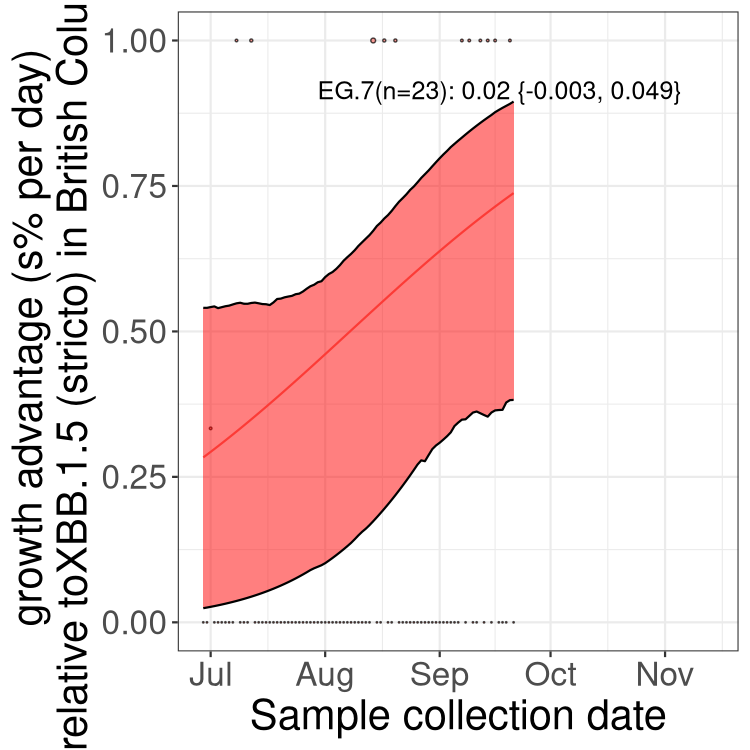 growth advantage (s% per day)
relative toXBB.1.5 (stricto) in British Colu
1.00
0.75
0.50
0.25
0.00
EG.7(n=23): 0.02 {-0.003, 0.049}
Jul Aug Sep Oct Nov
Sample collection date